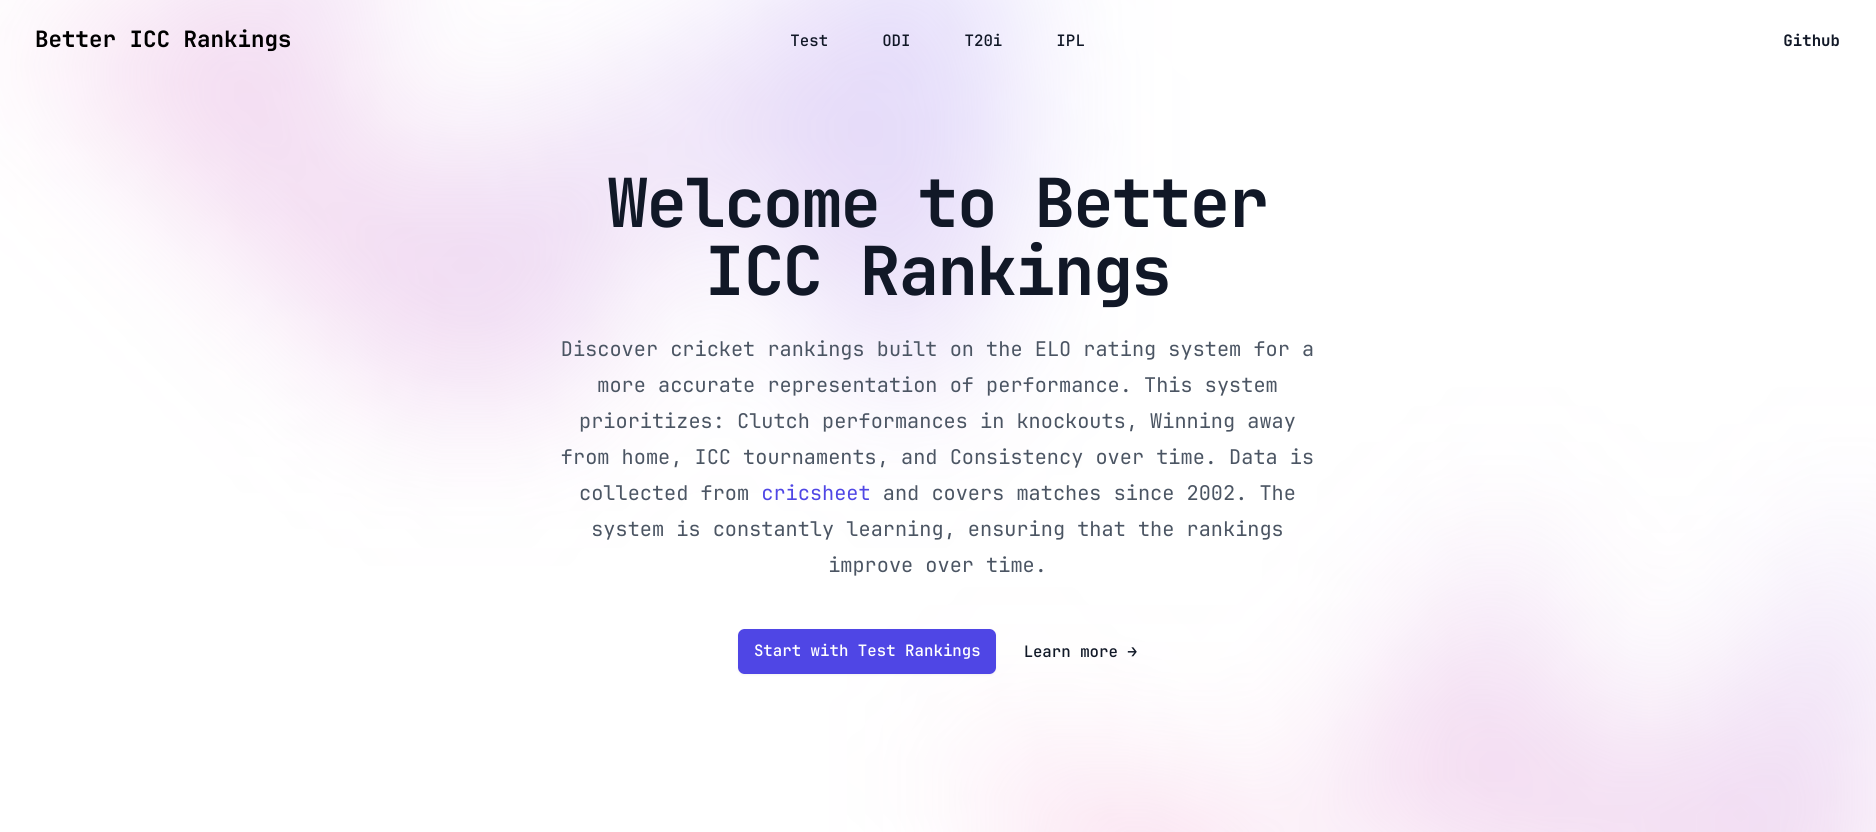 Better ICC Rankings
Test ODI T20i IPL
Github
Welcome to Better
ICC Rankings
Discover cricket rankings built on the ELO rating system for a
more accurate representation of performance. This system
prioritizes: Clutch performances in knockouts, Winning away
from home, ICC tournaments, and Consistency over time. Data is
collected from cricsheet and covers matches since 2002. The
system is constantly learning, ensuring that the rankings
improve over time.
Start with Test Rankings
Learn more →